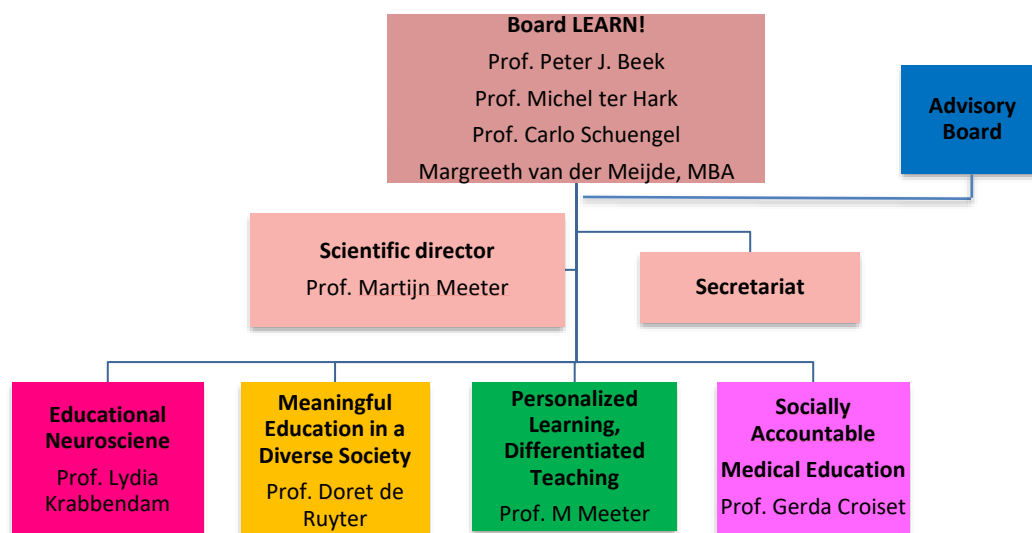 Board LEARN!
Prof. Peter J. Beek
Prof. Michel ter Hark
Prof. Carlo Schuengel
Margreeth van der Meijde, MBA
Advisory
Board
Scientific director
Prof. Martijn Meeter
Secretariat
Educational
Neurosciene
Prof. Lydia
Krabbendam
Meaningful
Education in a
Diverse Society
Prof. Doret de
Ruyter
Personalized
Learning,
Differentiated
Teaching
Prof. M Meeter
Socially
Accountable
Medical Education
Prof. Gerda Croiset